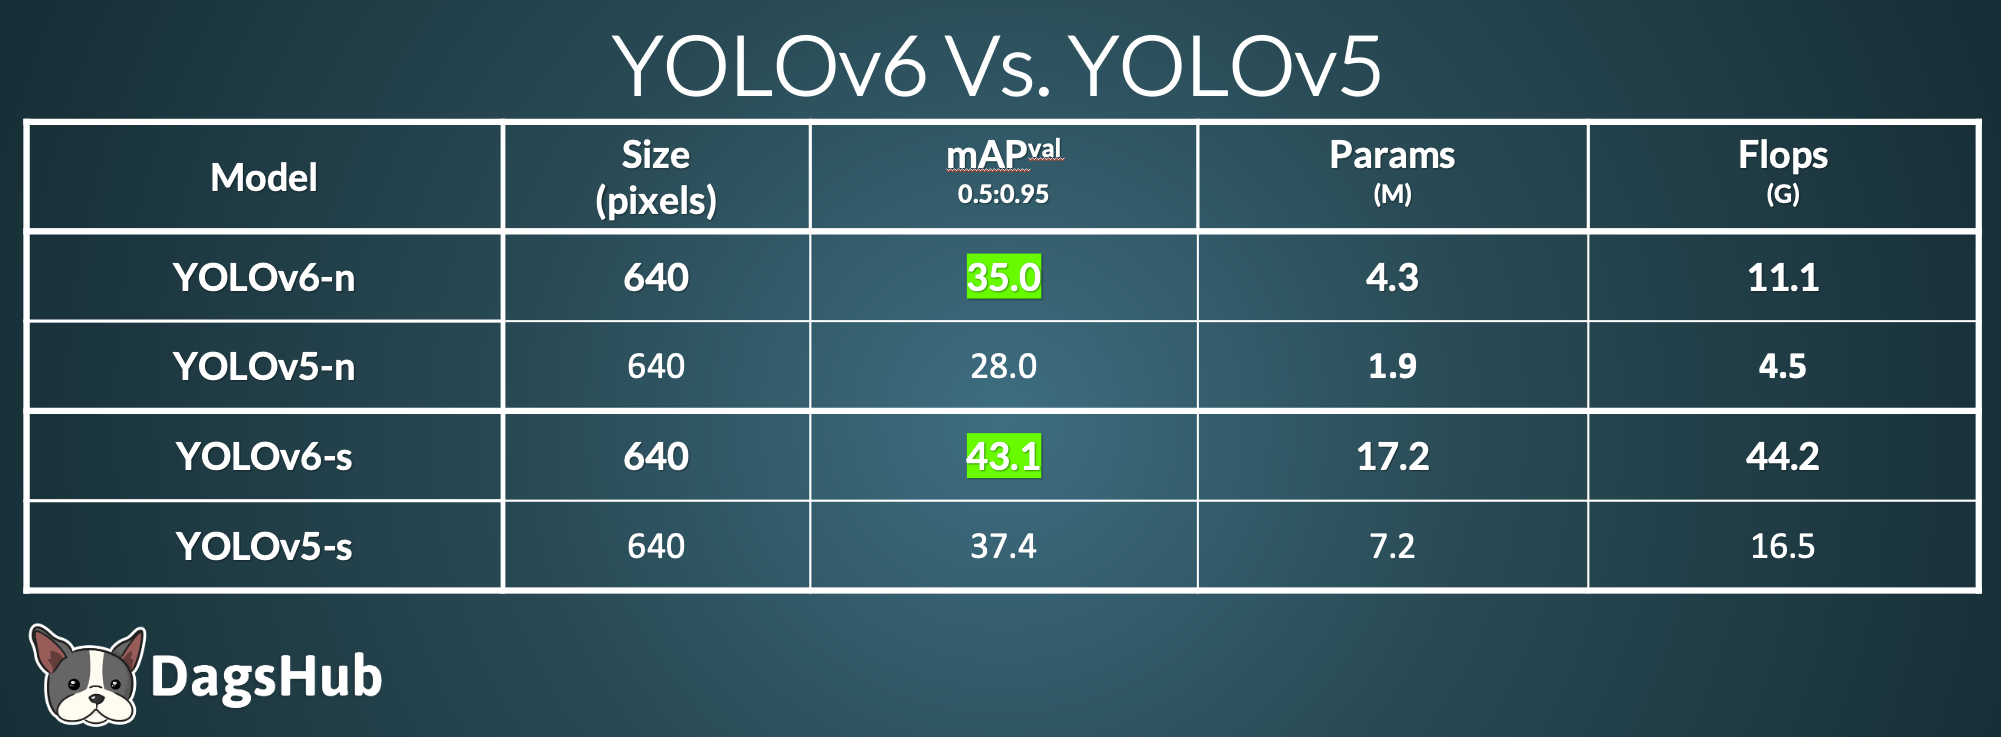 YOLOv6 Vs. YOLOv5
Model Size (pixels) mAPval 0.5:0.95 Params (M) Flops (G)
YOLOv6-n 640 35.0 4.3 11.1
YOLOv5-n 640 28.0 1.9 4.5
YOLOv6-s 640 43.1 17.2 44.2
YOLOv5-s 640 37.4 7.2 16.5
DagsHub